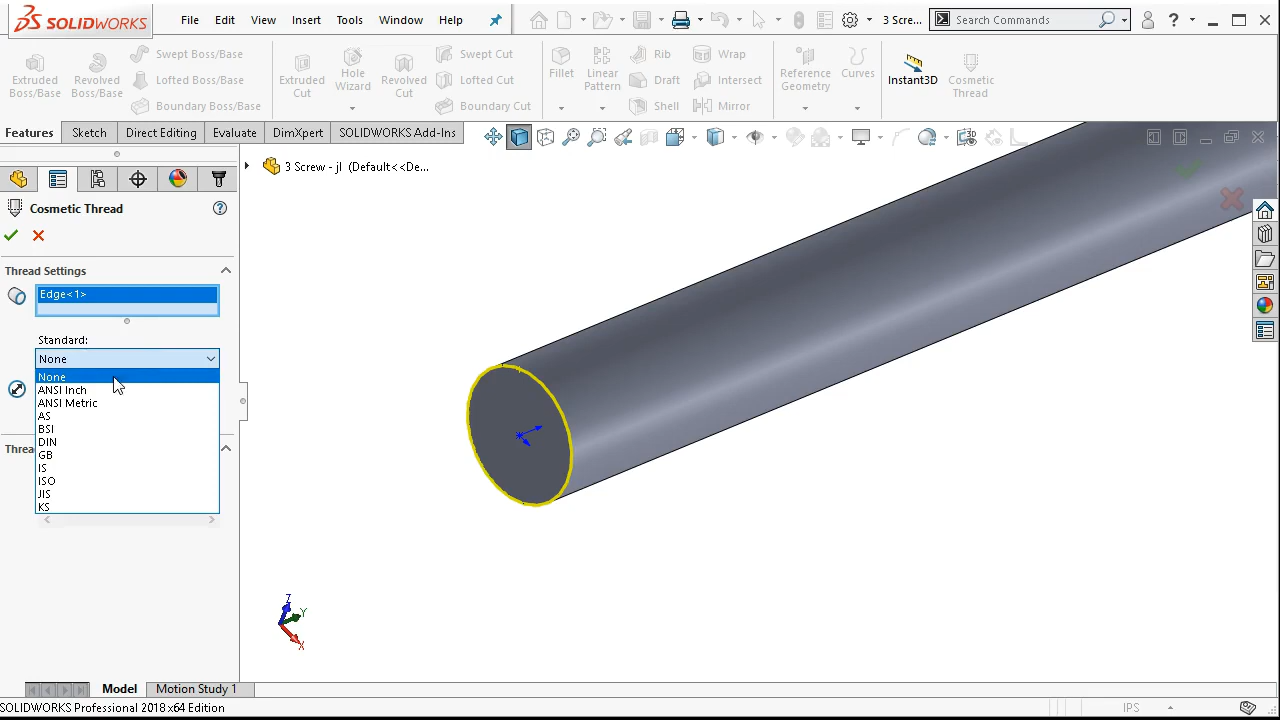 SOLIDWORKS File Edit View Insert Tools Window Help 3 Scre... Search Commands ?
Extruded Boss/Base
Revolved Boss/Base
Swept Boss/Base
Lofted Boss/Base
Boundary Boss/Base
Extruded Cut
Hole Wizard
Revolved Cut
Swept Cut
Lofted Cut
Boundary Cut
Fillet
Linear Pattern
Rib
Draft
Shell
Wrap
Intersect
Mirror
Reference Geometry
Curves
Instant3D
Cosmetic Thread
Features Sketch Direct Editing Evaluate DimXpert SOLIDWORKS Add-Ins
3 Screw - jl (Default<<De...
Cosmetic Thread ?
Thread Settings
Edge<1>
Standard:
None
None
ANSI Inch
ANSI Metric
AS
BSI
DIN
GB
Threa
IS
ISO
JIS
KS
Z
Y
X
Model Motion Study 1
SOLIDWORKS Professional 2018 x64 Edition IPS